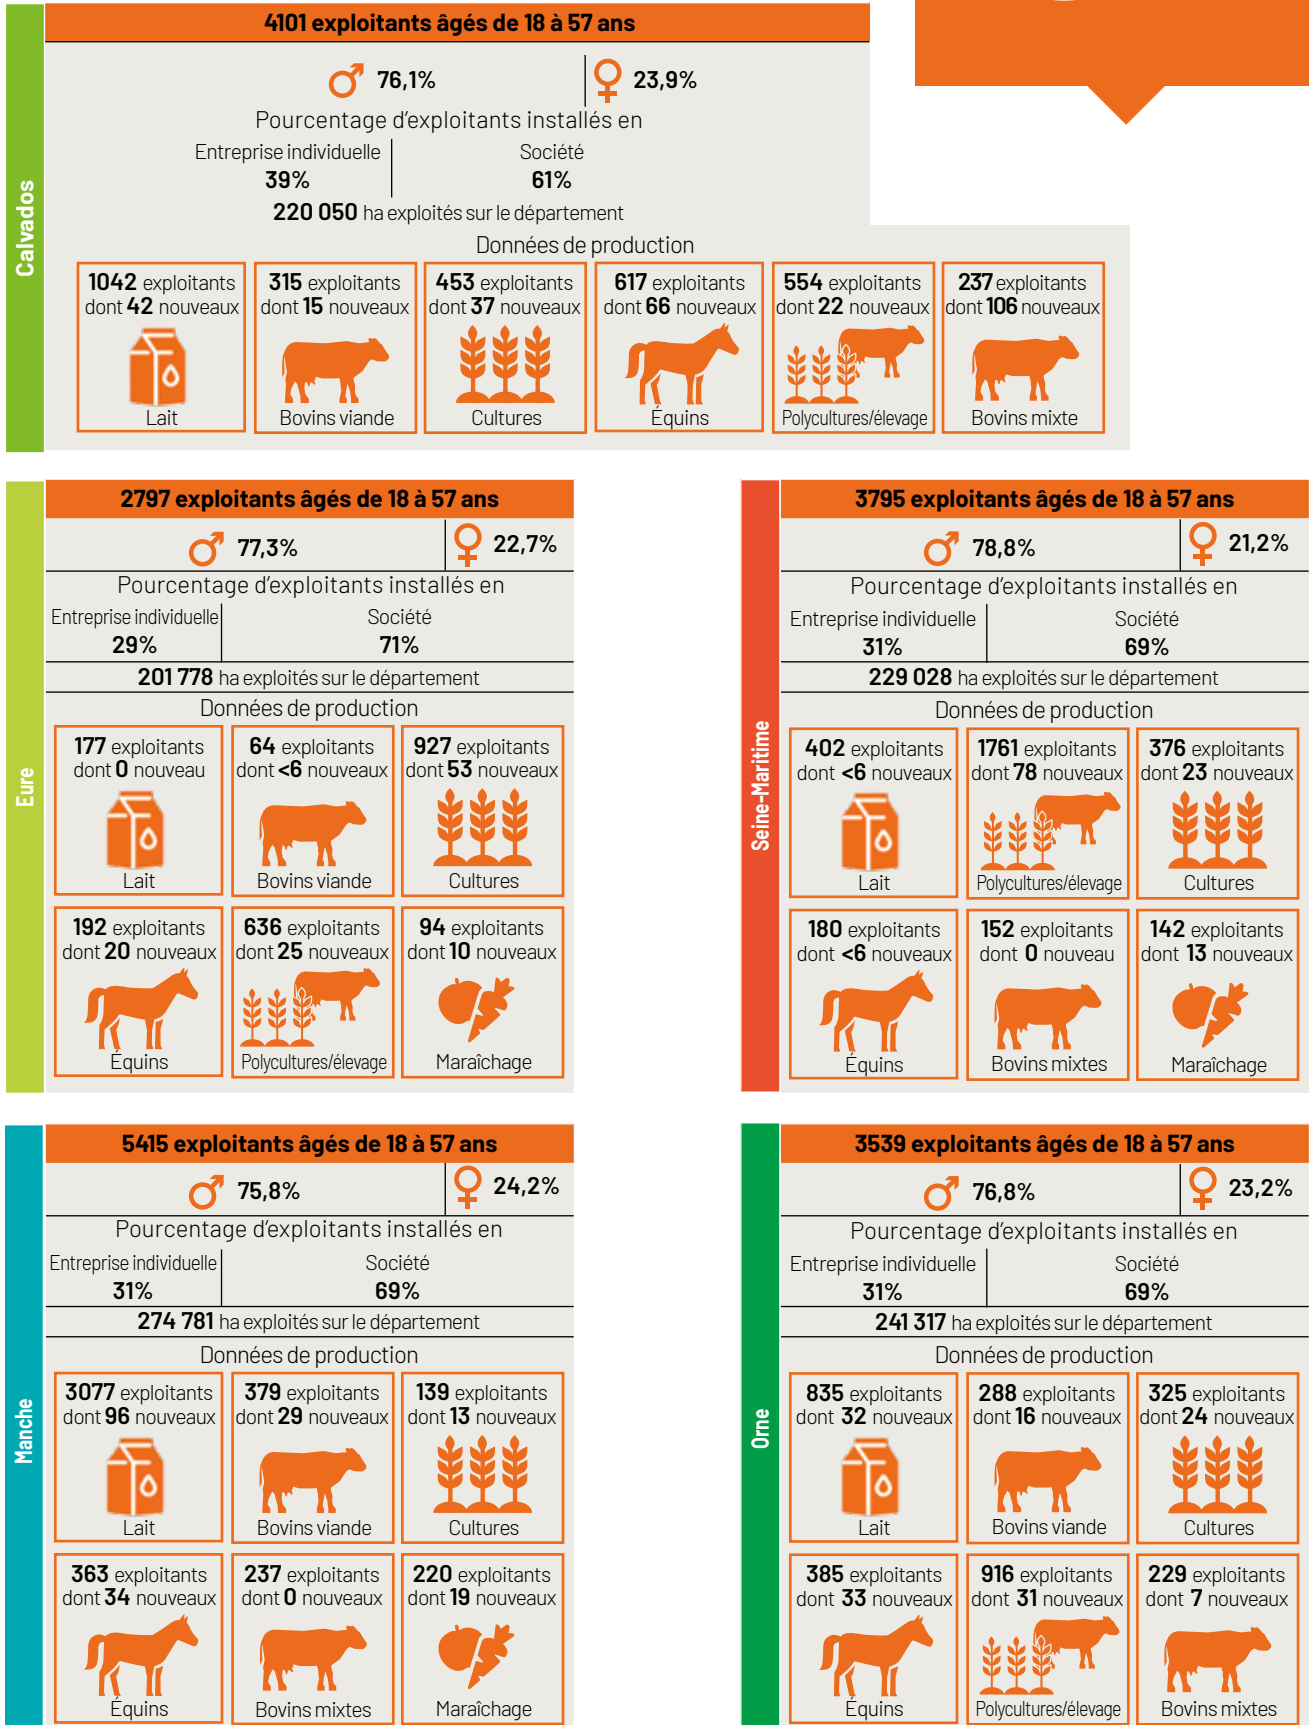 Calvados
4101 exploitants âgés de 18 à 57 ans
76,1% 23,9%
Pourcentage d'exploitants installés en
Entreprise individuelle Société
39% 61%
220 050 ha exploités sur le département
Données de production
1042 exploitants 315 exploitants 453 exploitants 617 exploitants 554 exploitants 237 exploitants
dont 42 nouveaux dont 15 nouveaux dont 37 nouveaux dont 66 nouveaux dont 22 nouveaux dont 106 nouveaux
Lait Bovins viande Cultures Équins Polycultures/élevage Bovins mixte
Eure
2797 exploitants âgés de 18 à 57 ans
77,3% 22,7%
Pourcentage d'exploitants installés en
Entreprise individuelle Société
29% 71%
201 778 ha exploités sur le département
Données de production
177 exploitants 64 exploitants 927 exploitants
dont 0 nouveau dont <6 nouveaux dont 53 nouveaux
Lait Bovins viande Cultures
192 exploitants 636 exploitants 94 exploitants
dont 20 nouveaux dont 25 nouveaux dont 10 nouveaux
Équins Polycultures/élevage Maraîchage
Seine-Maritime
3795 exploitants âgés de 18 à 57 ans
78,8% 21,2%
Pourcentage d'exploitants installés en
Entreprise individuelle Société
31% 69%
229 028 ha exploités sur le département
Données de production
402 exploitants 1761 exploitants 376 exploitants
dont <6 nouveaux dont 78 nouveaux dont 23 nouveaux
Lait Polycultures/élevage Cultures
180 exploitants 152 exploitants 142 exploitants
dont <6 nouveaux dont 0 nouveau dont 13 nouveaux
Équins Bovins mixtes Maraîchage
Manche
5415 exploitants âgés de 18 à 57 ans
75,8% 24,2%
Pourcentage d'exploitants installés en
Entreprise individuelle Société
31% 69%
274 781 ha exploités sur le département
Données de production
3077 exploitants 379 exploitants 139 exploitants
dont 96 nouveaux dont 29 nouveaux dont 13 nouveaux
Lait Bovins viande Cultures
363 exploitants 237 exploitants 220 exploitants
dont 34 nouveaux dont 0 nouveaux dont 19 nouveaux
Équins Bovins mixtes Maraîchage
Orne
3539 exploitants âgés de 18 à 57 ans
76,8% 23,2%
Pourcentage d'exploitants installés en
Entreprise individuelle Société
31% 69%
241 317 ha exploités sur le département
Données de production
835 exploitants 288 exploitants 325 exploitants
dont 32 nouveaux dont 16 nouveaux dont 24 nouveaux
Lait Bovins viande Cultures
385 exploitants 916 exploitants 229 exploitants
dont 33 nouveaux dont 31 nouveaux dont 7 nouveaux
Équins Polycultures/élevage Bovins mixtes